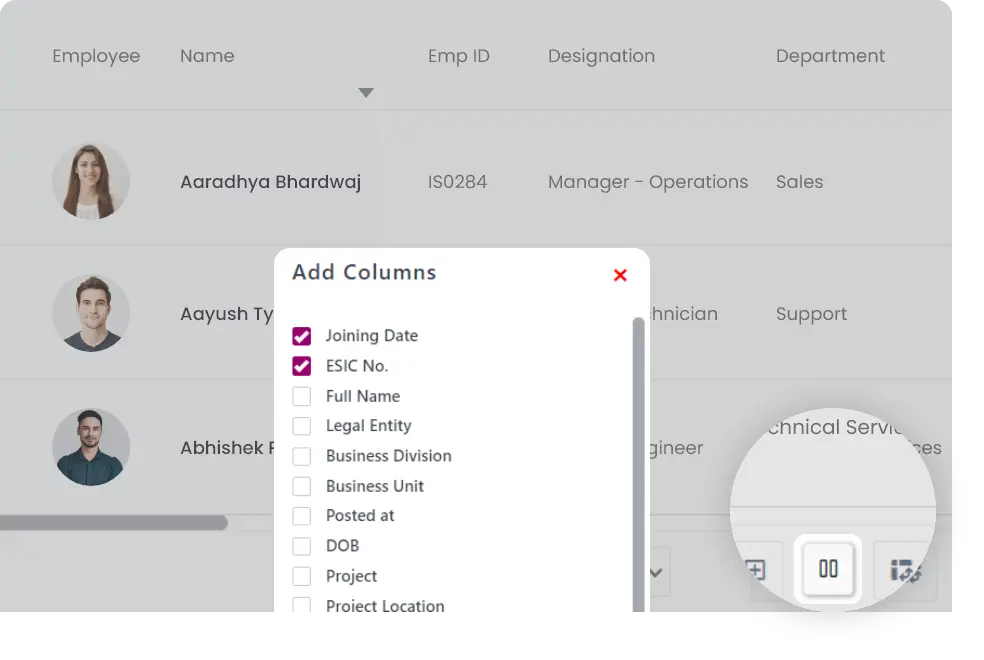 Employee Name Emp ID Designation Department
Aaradhya Bhardwaj IS0284 Manager - Operations Sales
Add Columns
Aayush Ty hnician Support
Joining Date
ESIC No.
Full Name
Legal Entity
chnical Servic
Abhishek F gineer ces
Business Division
Business Unit
Posted at
DOB
Project
Project Location